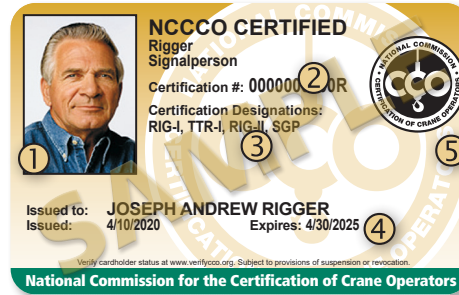 NCCCO CERTIFIED
Rigger
Signalperson
Certification #: 000000 2 0R
Certification Designations:
RIG-I, TTR-I, RIG-II, SGP
3
1
5
NATIONAL COMMISSION
CCO
CERTIFICATION OF CRANE OPERATORS
SAMPLE
Issued to: JOSEPH ANDREW RIGGER
Issued: 4/10/2020 Expires: 4/30/2025 4
Verify cardholder status at www.verifycco.org. Subject to provisions of suspension or revocation.
National Commission for the Certification of Crane Operators